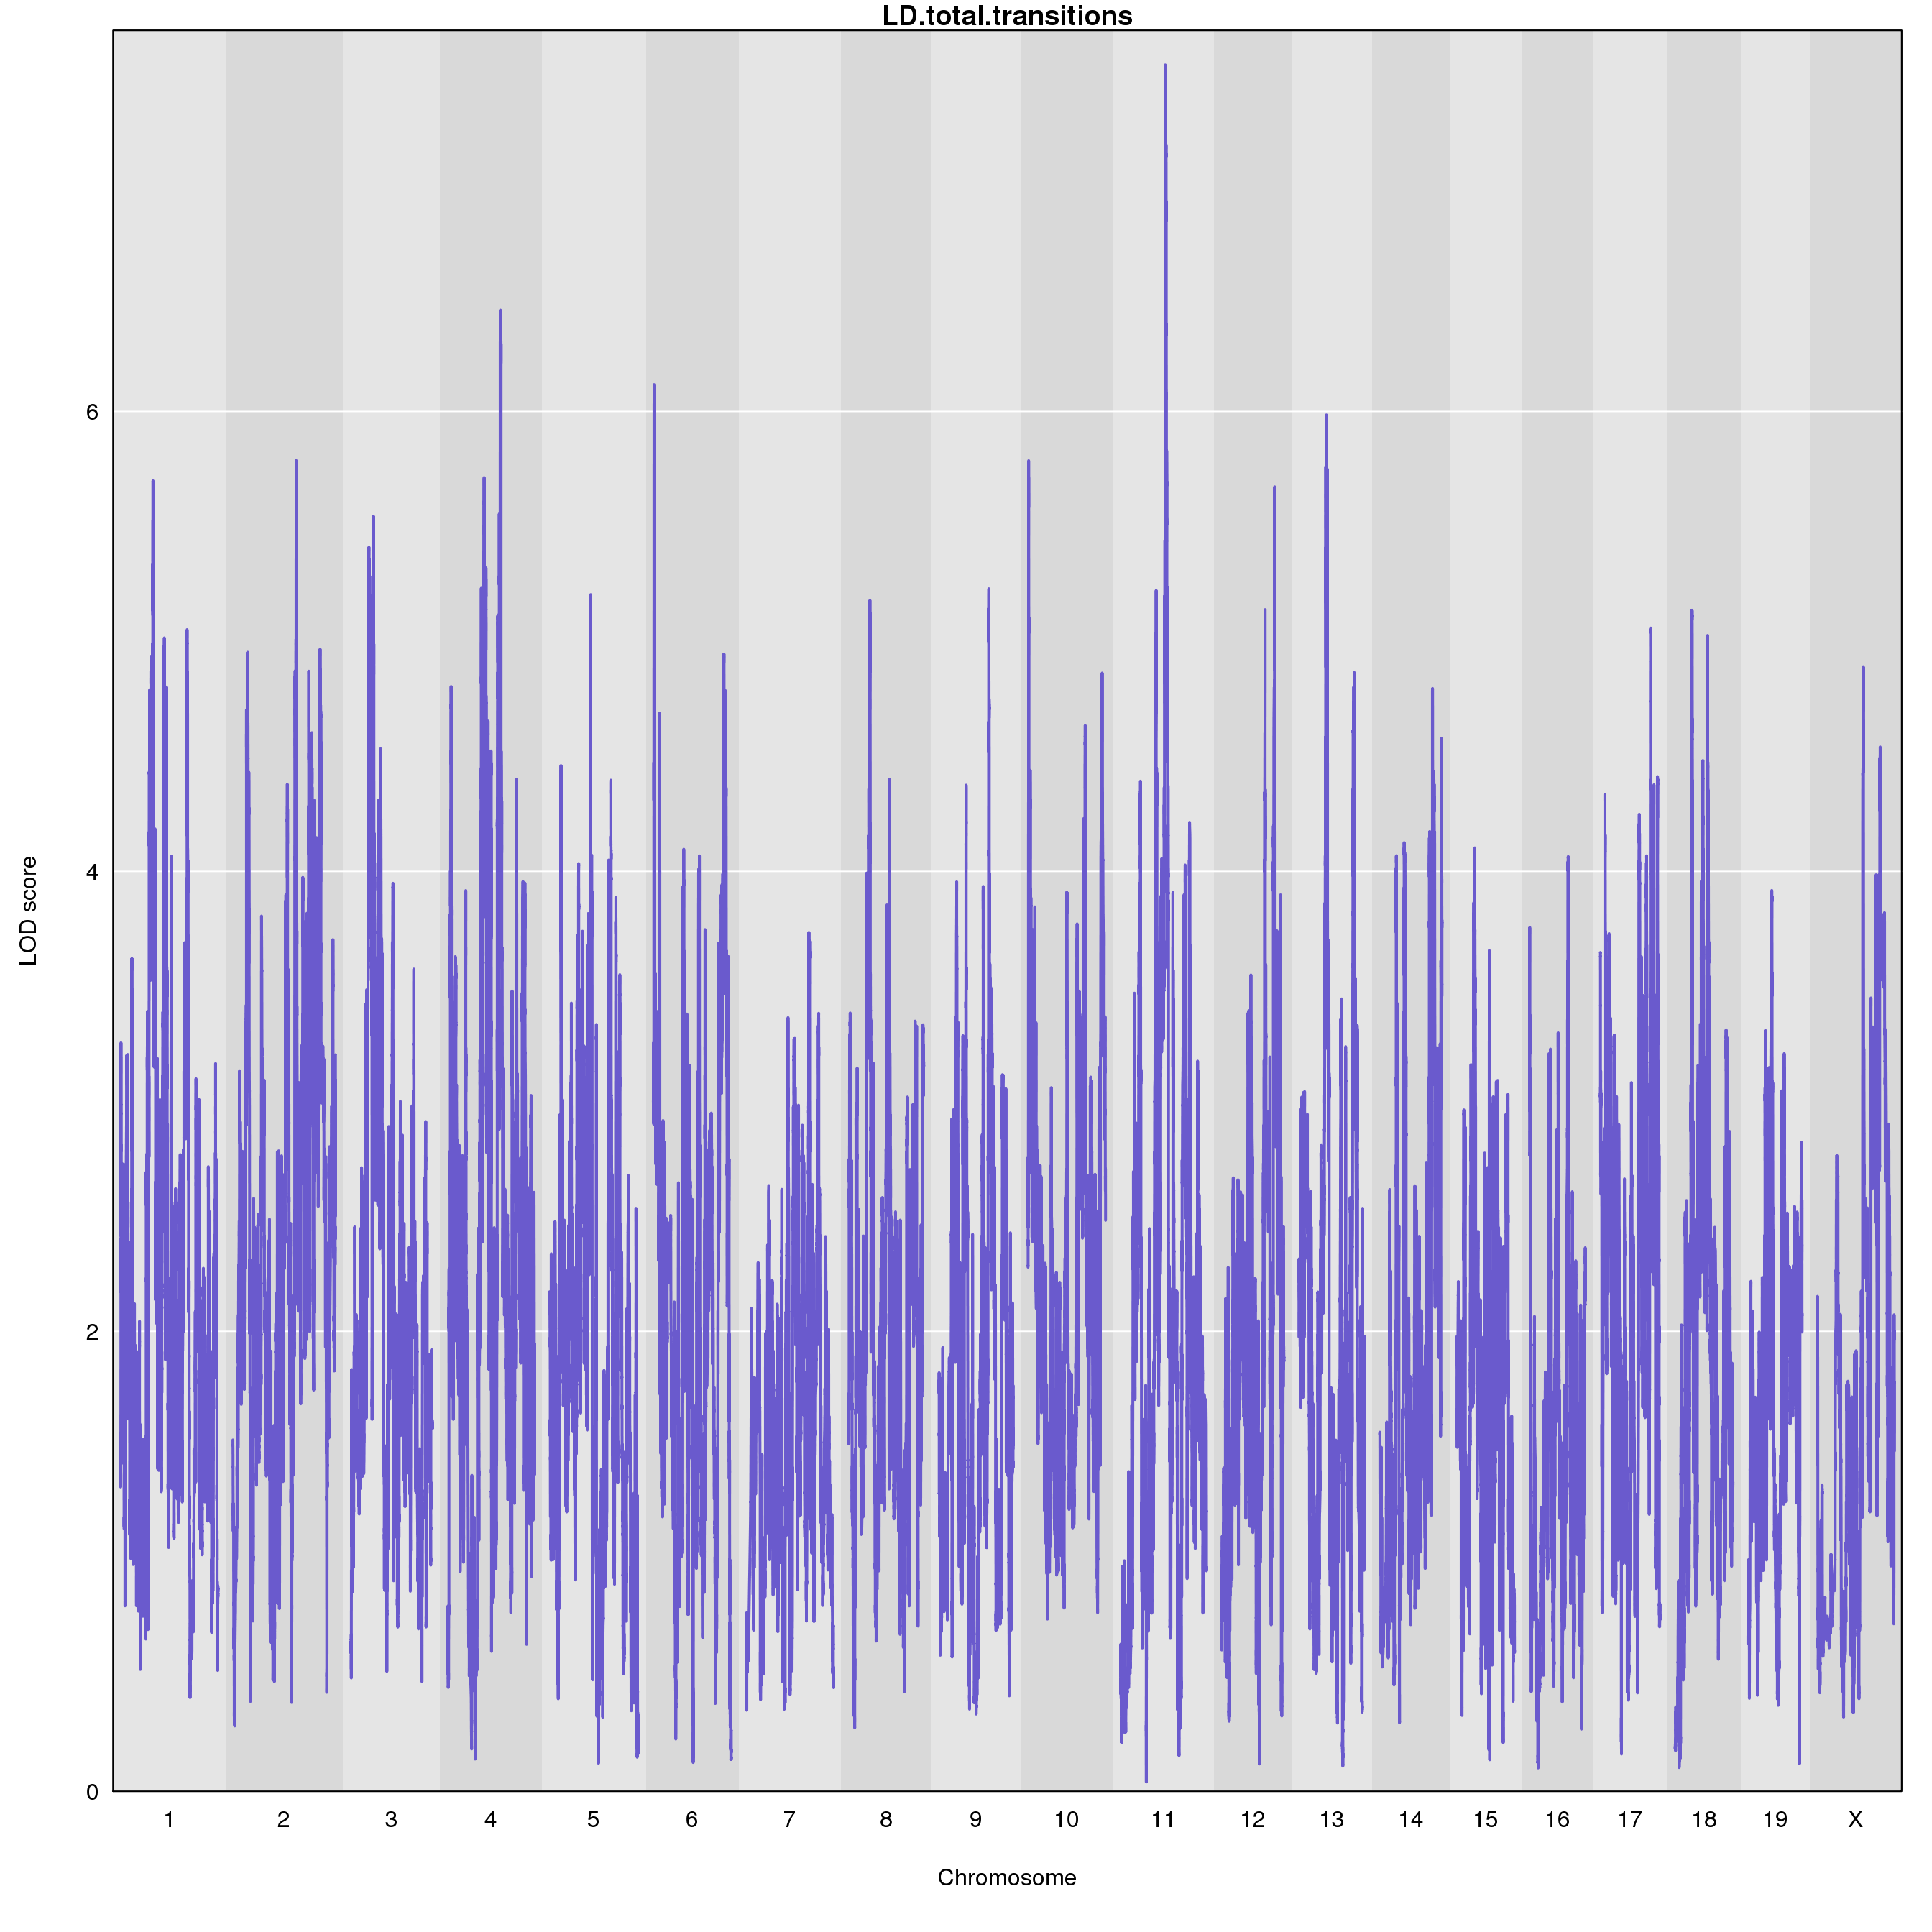 LD.total.transitions
6
4
2
0
LOD score
1 2 3 4 5 6 7 8 9 10 11 12 13 14 15 16 17 18 19 X
Chromosome